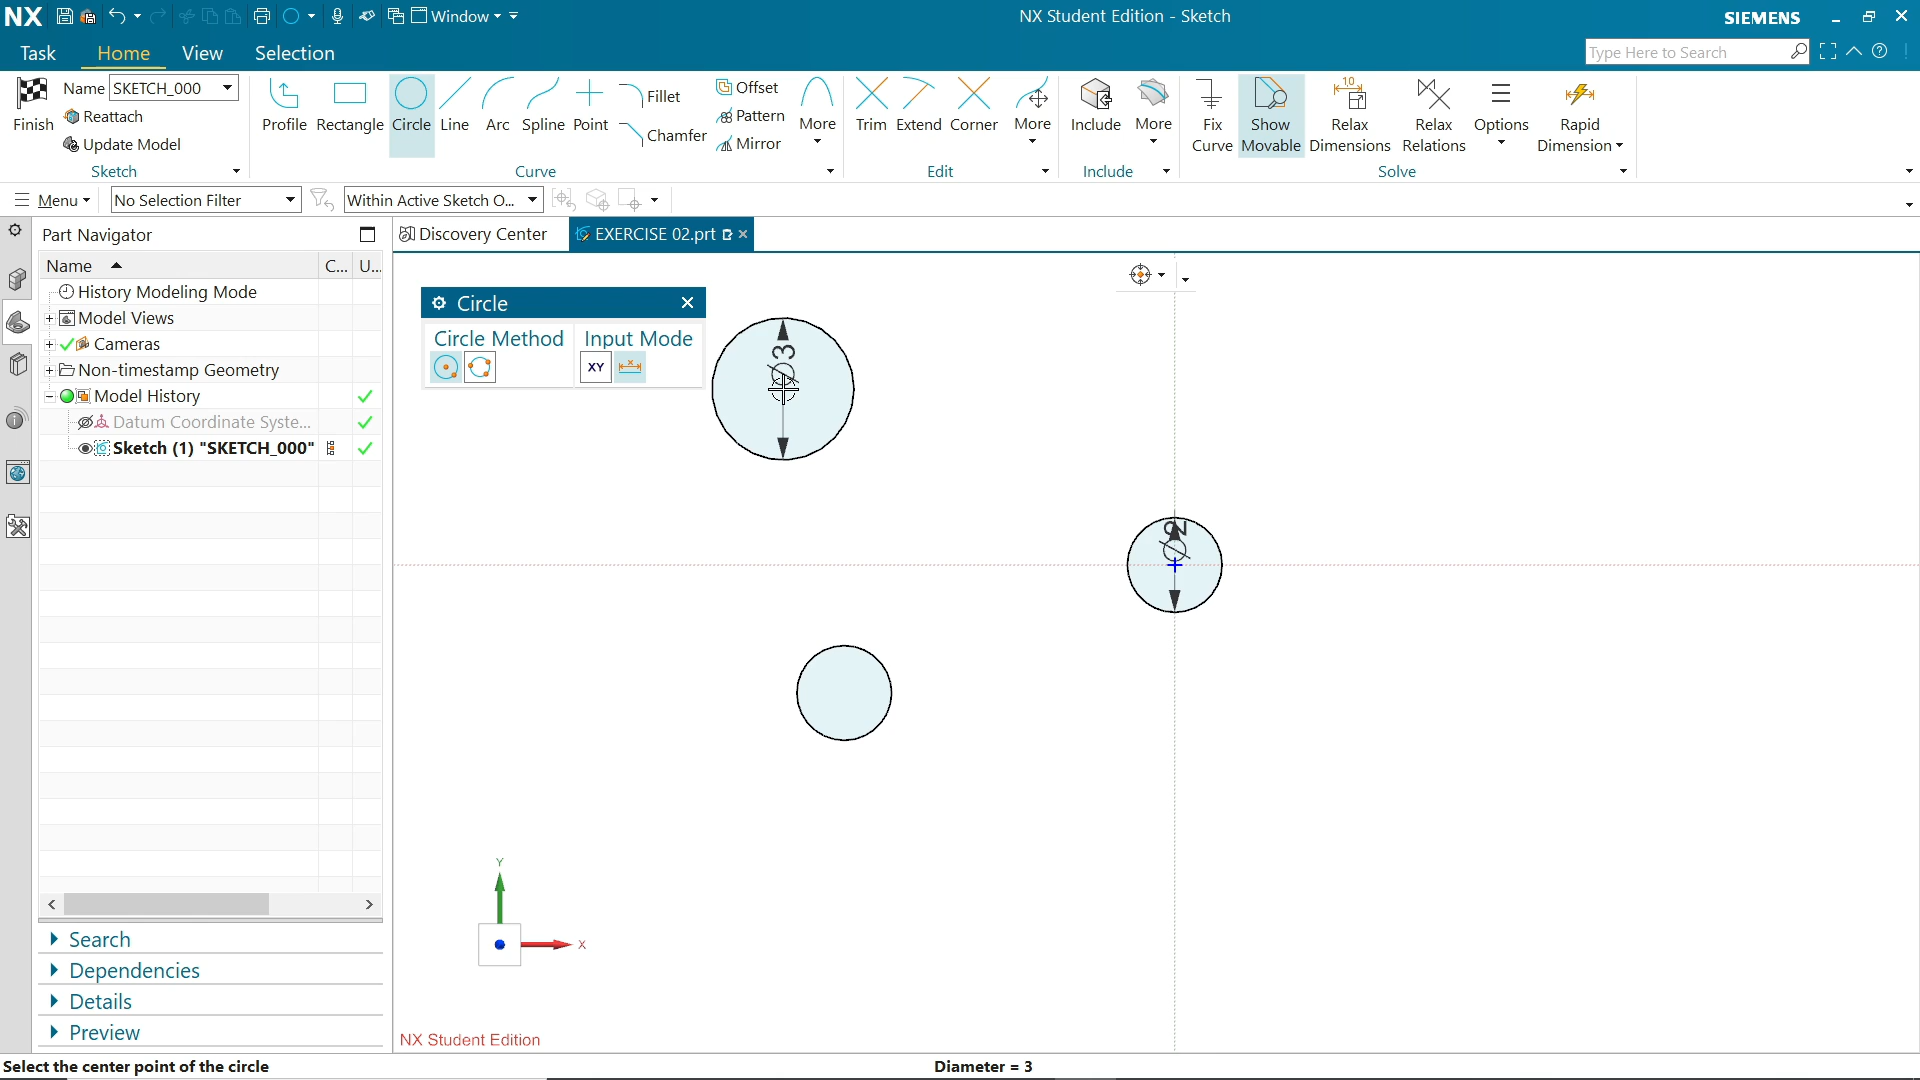 NX Window NX Student Edition - Sketch SIEMENS
Task Home View Selection Type Here to Search
Finish Name SKETCH_000 Reattach Update Model
Profile Rectangle Circle Line Arc Spline Point Fillet Chamfer Offset Pattern Mirror More
Trim Extend Corner More Include More
Fix Curve Show Movable Relax Dimensions Relax Relations Options Rapid Dimension
Sketch Curve Edit Include Solve
Menu No Selection Filter Within Active Sketch O...
Part Navigator Discovery Center EXERCISE 02.prt
Name C... U...
History Modeling Mode
Model Views
Cameras
Non-timestamp Geometry
Model History
Datum Coordinate Syste...
Sketch (1) "SKETCH_000"
Circle
Circle Method Input Mode
XY
Ø3
Ø2
Y
X
Search
Dependencies
Details
Preview
NX Student Edition
Select the center point of the circle Diameter = 3